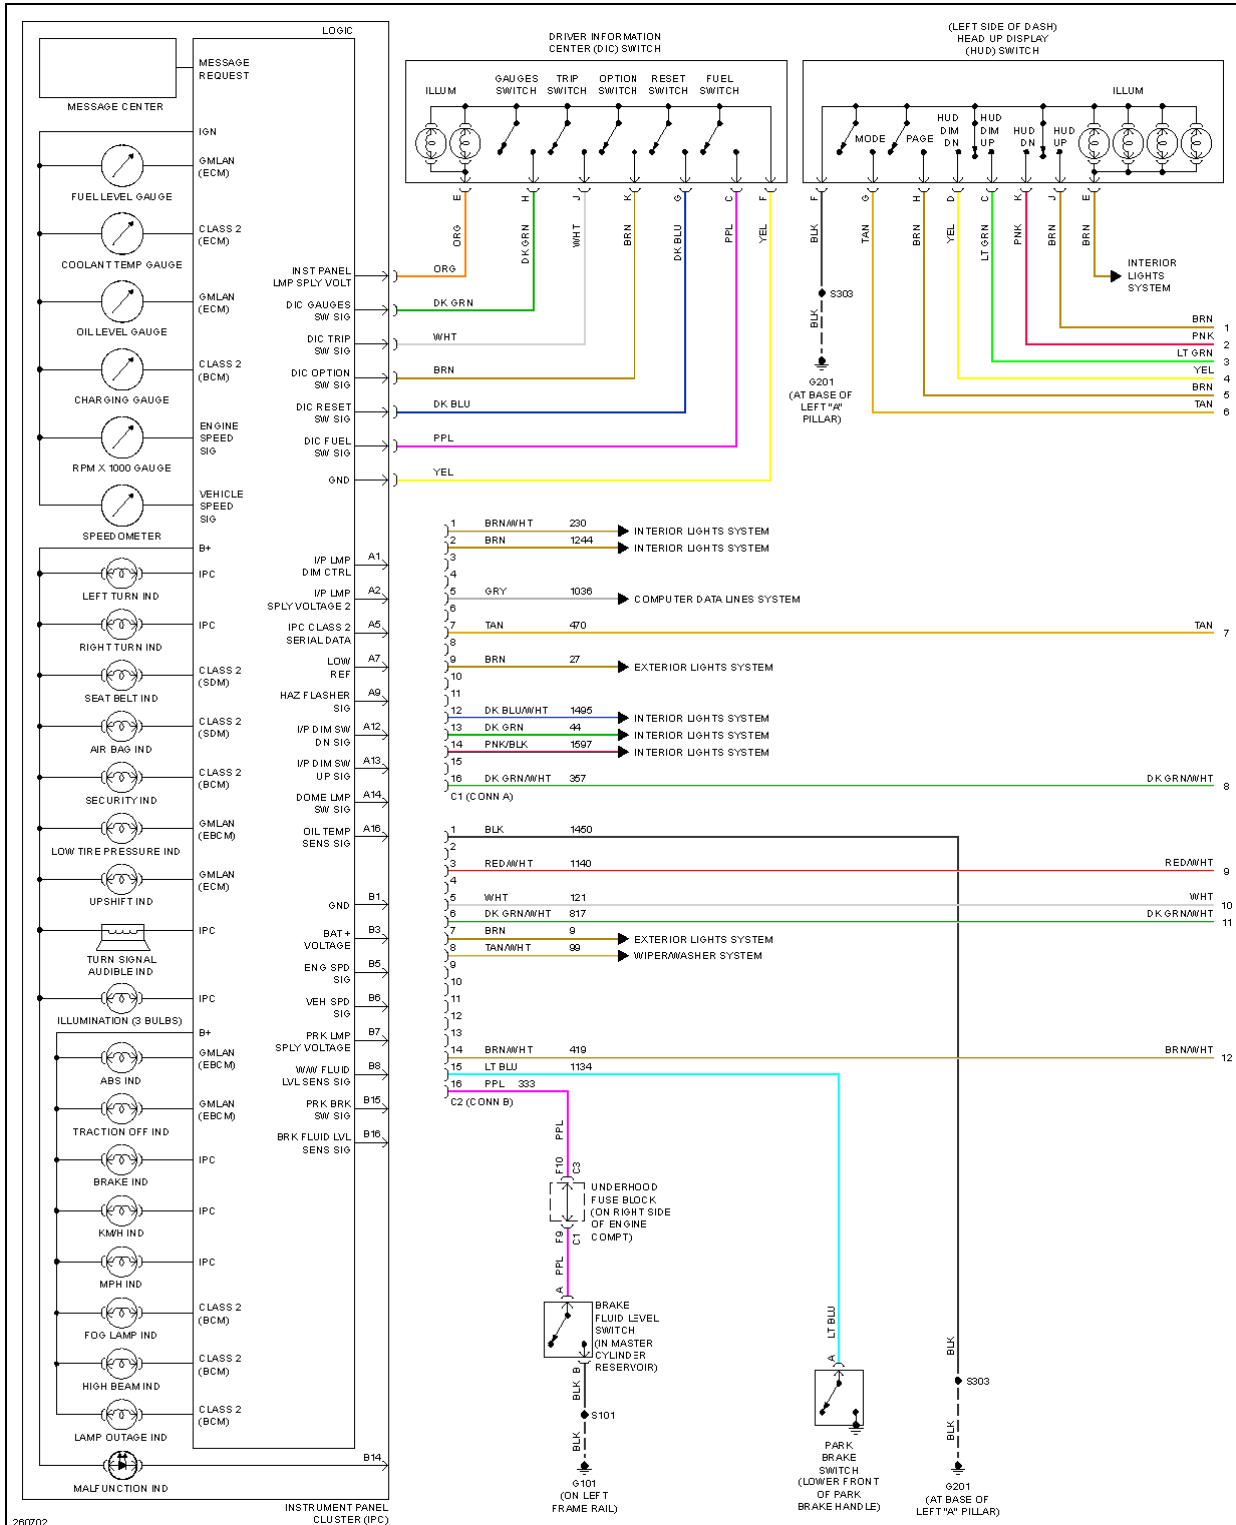 LOGIC
MESSAGE
REQUEST
MESSAGE CENTER
IGN
GMLAN
(ECM)
FUEL LEVEL GAUGE
CLASS 2
(ECM)
COOLANT TEMP GAUGE
GMLAN
(ECM)
OIL LEVEL GAUGE
CLASS 2
(BCM)
CHARGING GAUGE
ENGINE
SPEED
SIG
RPM X 1000 GAUGE
VEHICLE
SPEED
SIG
SPEEDOMETER
B+
IPC
LEFT TURN IND
IPC
RIGHT TURN IND
CLASS 2
(SDM)
SEAT BELT IND
CLASS 2
(SDM)
AIR BAG IND
CLASS 2
(BCM)
SECURITY IND
GMLAN
(EBCM)
LOW TIRE PRESSURE IND
GMLAN
(ECM)
UPSHIFT IND
IPC
TURN SIGNAL
AUDIBLE IND
IPC
ILLUMINATION (3 BULBS)
B+
GMLAN
(EBCM)
ABS IND
GMLAN
(EBCM)
TRACTION OFF IND
IPC
BRAKE IND
IPC
KM/H IND
IPC
MPH IND
CLASS 2
(BCM)
FOG LAMP IND
CLASS 2
(BCM)
HIGH BEAM IND
CLASS 2
(BCM)
LAMP OUTAGE IND
MALFUNCTION IND
B14
INSTRUMENT PANEL
CLUSTER (IPC)
260702
INST PANEL
LMP SPLY VOLT
DIC GAUGES
SW SIG
DIC TRIP
SW SIG
DIC OPTION
SW SIG
DIC RESET
SW SIG
DIC FUEL
SW SIG
GND
I/P LMP
DIM CTRL
A1
I/P LMP
SPLY VOLTAGE 2
A2
IPC CLASS 2
SERIAL DATA
A5
LOW
REF
A7
HAZ FLASHER
SIG
A9
I/P DIM SW
DN SIG
A12
I/P DIM SW
UP SIG
A13
DOME LMP
SW SIG
A14
OIL TEMP
SENS SIG
A16
GND
B1
BAT +
VOLTAGE
B3
ENG SPD
SIG
B5
VEH SPD
SIG
B6
PRK LMP
SPLY VOLTAGE
B7
W/W FLUID
LVL SENS SIG
B8
PRK BRK
SW SIG
B15
BRK FLUID LVL
SENS SIG
B16
DRIVER INFORMATION
CENTER (DIC) SWITCH
ILLUM
GAUGES
SWITCH
TRIP
SWITCH
OPTION
SWITCH
RESET
SWITCH
FUEL
SWITCH
E H J K G C F
ORG
DK GRN
WHT
BRN
DK BLU
PPL
YEL
ORG
DK GRN
WHT
BRN
DK BLU
PPL
YEL
(LEFT SIDE OF DASH)
HEAD UP DISPLAY
(HUD) SWITCH
ILLUM
MODE
PAGE
HUD
DIM
DN
HUD
DIM
UP
HUD
DN
HUD
UP
F G H D C K J E
BLK
TAN
BRN
YEL
LT GRN
PNK
BRN
BRN
INTERIOR
LIGHTS
SYSTEM
S303
BLK
G201
(AT BASE OF
LEFT "A"
PILLAR)
BRN 1
PNK 2
LT GRN 3
YEL 4
BRN 5
TAN 6
1 BRN/WHT 230 INTERIOR LIGHTS SYSTEM
2 BRN 1244 INTERIOR LIGHTS SYSTEM
3
4
5 GRY 1036 COMPUTER DATA LINES SYSTEM
6
7 TAN 470 TAN 7
8
9 BRN 27 EXTERIOR LIGHTS SYSTEM
10
11
12 DK BLU/WHT 1495 INTERIOR LIGHTS SYSTEM
13 DK GRN 44 INTERIOR LIGHTS SYSTEM
14 PNK/BLK 1597 INTERIOR LIGHTS SYSTEM
15
16 DK GRN/WHT 357 DK GRN/WHT 8
C1 (CONN A)
1 BLK 1450
2
3 RED/WHT 1140 RED/WHT 9
4
5 WHT 121 WHT 10
6 DK GRN/WHT 817 DK GRN/WHT 11
7 BRN 9 EXTERIOR LIGHTS SYSTEM
8 TAN/WHT 99 WIPER/WASHER SYSTEM
9
10
11
12
13
14 BRN/WHT 419 BRN/WHT 12
15 LT BLU 1134
16 PPL 333
C2 (CONN B)
PPL
F10 C3
UNDERHOOD
FUSE BLOCK
(ON RIGHT SIDE
OF ENGINE
COMPT)
F9 C1
PPL
A
BRAKE
FLUID LEVEL
SWITCH
(IN MASTER
CYLINDER
RESERVOIR)
B
BLK
S101
BLK
G101
(ON LEFT
FRAME RAIL)
LT BLU
A
PARK
BRAKE
SWITCH
(LOWER FRONT
OF PARK
BRAKE HANDLE)
BLK
S303
BLK
G201
(AT BASE OF
LEFT "A" PILLAR)